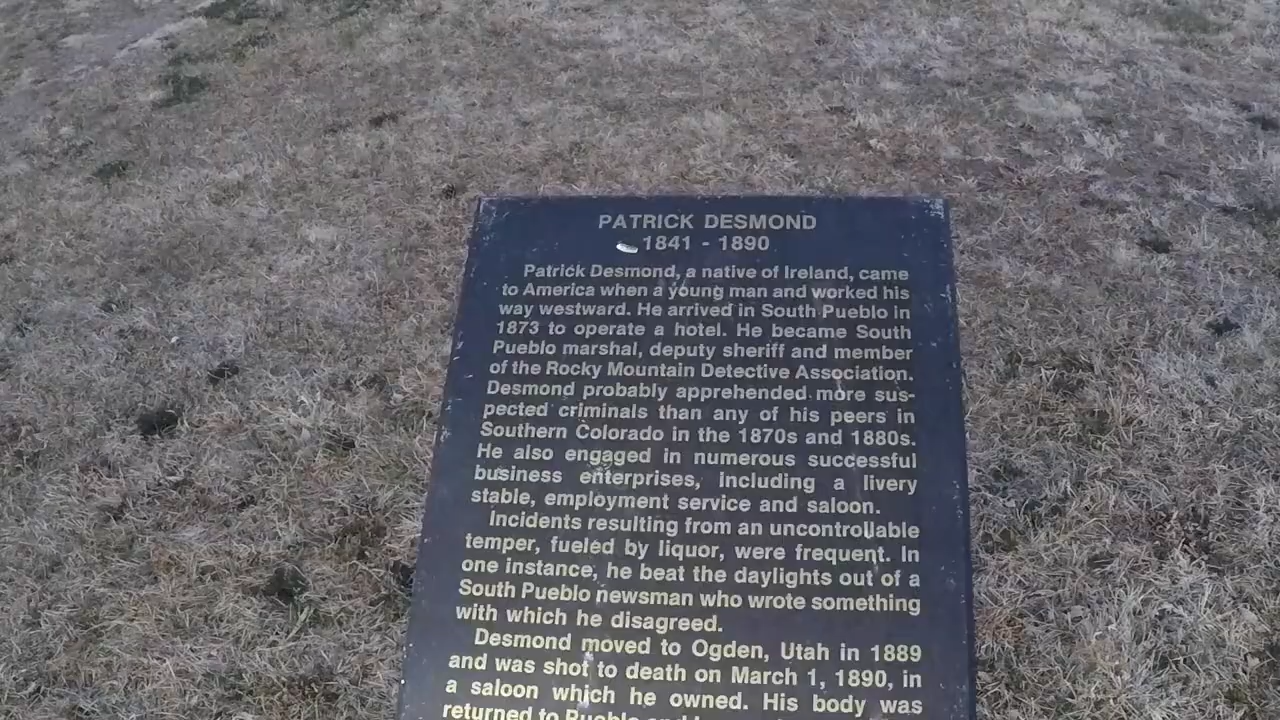 PATRICK DESMOND
1841 - 1890
Patrick Desmond, a native of Ireland, came
to America when a young man and worked his
way westward. He arrived in South Pueblo in
1873 to operate a hotel. He became South
Pueblo marshal, deputy sheriff and member
of the Rocky Mountain Detective Association.
Desmond probably apprehended more sus-
pected criminals than any of his peers in
Southern Colorado in the 1870s and 1880s.
He also engaged in numerous successful
business enterprises, including a livery
stable, employment service and saloon.
Incidents resulting from an uncontrollable
temper, fueled by liquor, were frequent. In
one instance, he beat the daylights out of a
South Pueblo newsman who wrote something
with which he disagreed.
Desmond moved to Ogden, Utah in 1889
and was shot to death on March 1, 1890, in
a saloon which he owned. His body was
returned to Pueblo and